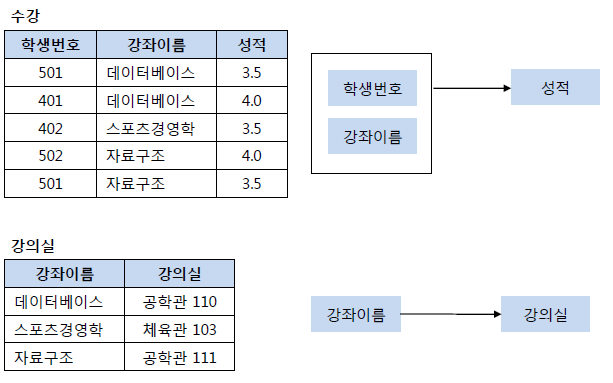 수강
학생번호 강좌이름 성적
501 데이터베이스 3.5
401 데이터베이스 4.0
402 스포츠경영학 3.5
502 자료구조 4.0
501 자료구조 3.5
학생번호
강좌이름
성적
강의실
강좌이름 강의실
데이터베이스 공학관 110
스포츠경영학 체육관 103
자료구조 공학관 111
강좌이름
강의실